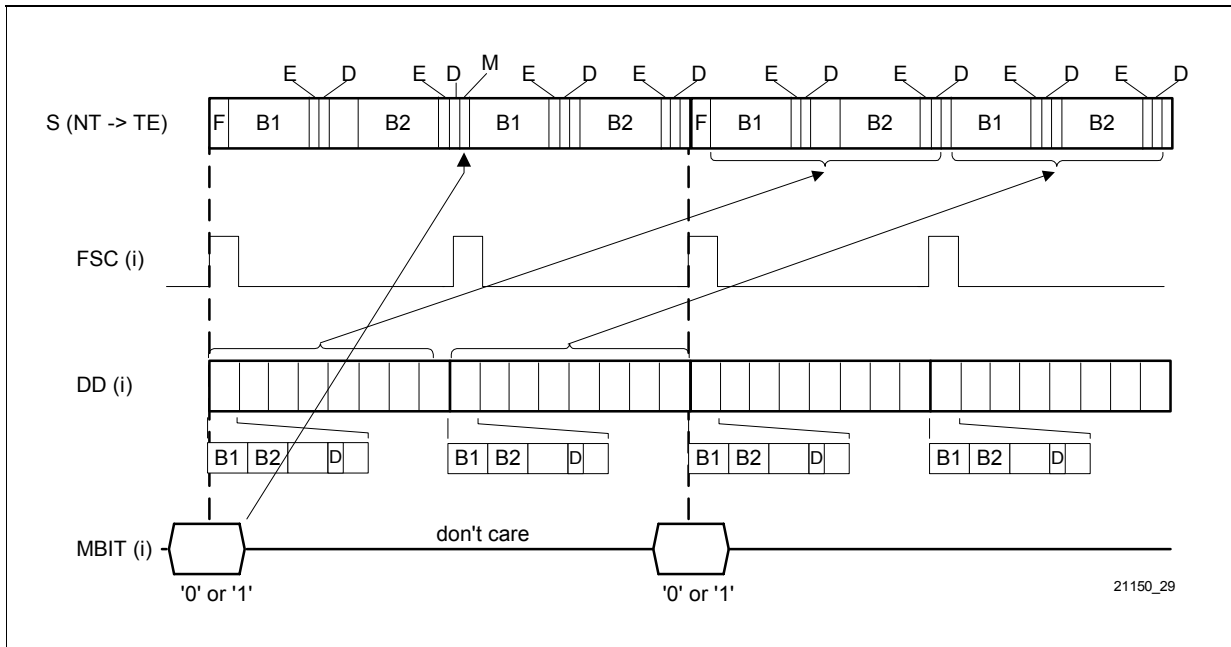 E D E D M E D E D E D E D E D E D
S (NT -> TE) F B1 B2 B1 B2 F B1 B2 B1 B2
FSC (i)
DD (i)
B1 B2 D B1 B2 D B1 B2 D B1 B2 D
MBIT (i) don't care
'0' or '1' '0' or '1'
21150_29